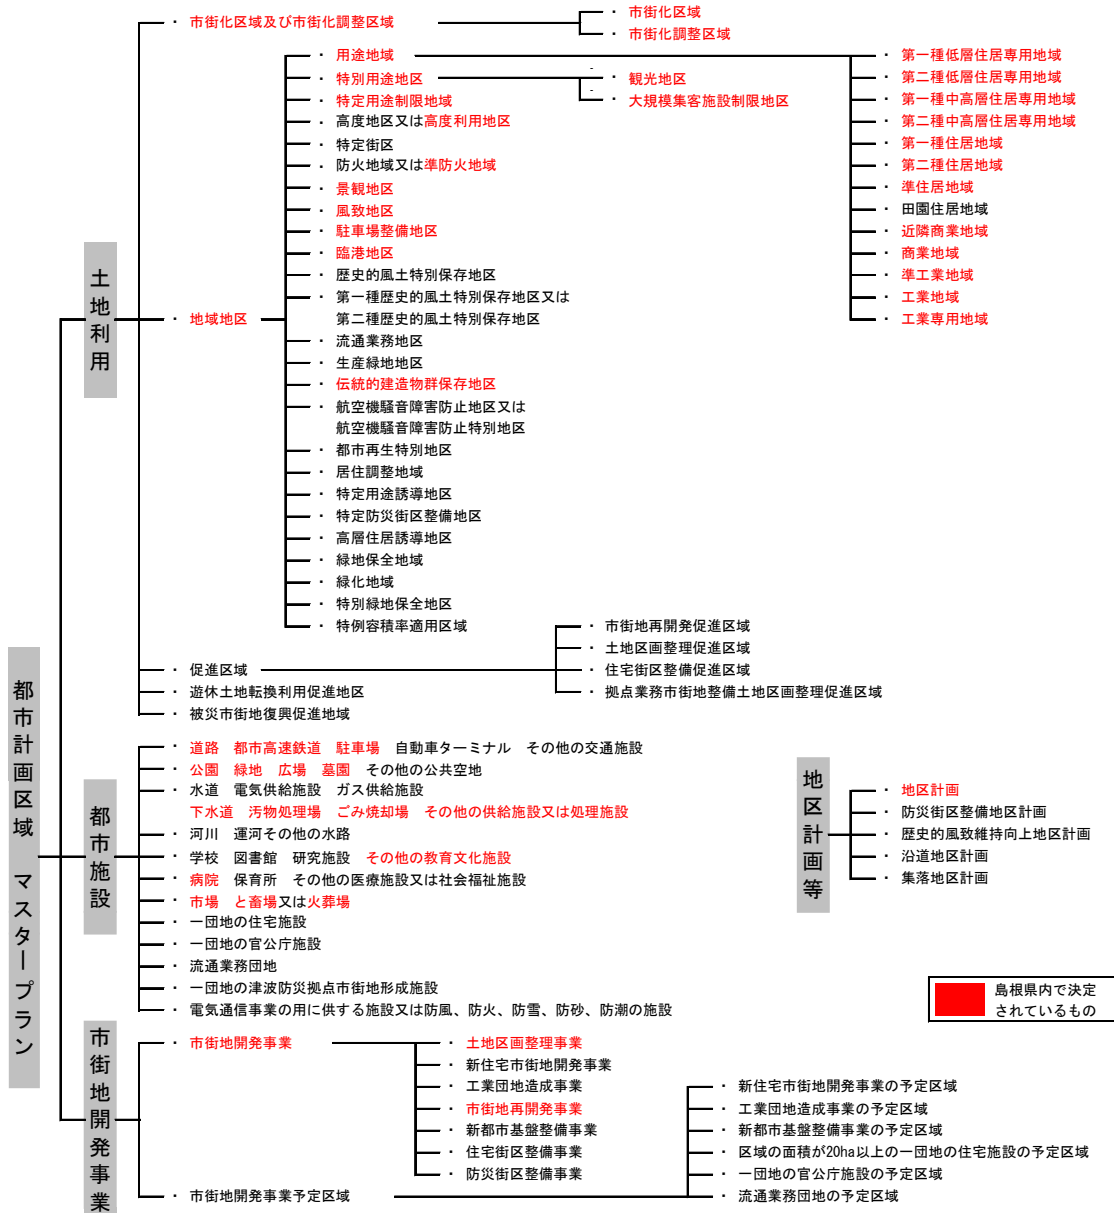 都市計画区域　マスタープラン
土地利用
・ 市街化区域及び市街化調整区域
・ 市街化区域
・ 市街化調整区域
・ 地域地区
・ 用途地域
・ 第一種低層住居専用地域
・ 第二種低層住居専用地域
・ 第一種中高層住居専用地域
・ 第二種中高層住居専用地域
・ 第一種住居地域
・ 第二種住居地域
・ 準住居地域
・ 田園住居地域
・ 近隣商業地域
・ 商業地域
・ 準工業地域
・ 工業地域
・ 工業専用地域
・ 特別用途地区
・ 観光地区
・ 大規模集客施設制限地区
・ 特定用途制限地域
・ 高度地区又は高度利用地区
・ 特定街区
・ 防火地域又は準防火地域
・ 景観地区
・ 風致地区
・ 駐車場整備地区
・ 臨港地区
・ 歴史的風土特別保存地区
・ 第一種歴史的風土特別保存地区又は
第二種歴史的風土特別保存地区
・ 流通業務地区
・ 生産緑地地区
・ 伝統的建造物群保存地区
・ 航空機騒音障害防止地区又は
航空機騒音障害防止特別地区
・ 都市再生特別地区
・ 居住調整地域
・ 特定用途誘導地区
・ 特定防災街区整備地区
・ 高層住居誘導地区
・ 緑地保全地域
・ 緑化地域
・ 特別緑地保全地区
・ 特例容積率適用区域
・ 促進区域
・ 市街地再開発促進区域
・ 土地区画整理促進区域
・ 住宅街区整備促進区域
・ 拠点業務市街地整備土地区画整理促進区域
・ 遊休土地転換利用促進地区
・ 被災市街地復興促進地域
都市施設
・ 道路　都市高速鉄道　駐車場　自動車ターミナル　その他の交通施設
・ 公園　緑地　広場　墓園　その他の公共空地
・ 水道　電気供給施設　ガス供給施設
下水道　汚物処理場　ごみ焼却場　その他の供給施設又は処理施設
・ 河川　運河その他の水路
・ 学校　図書館　研究施設　その他の教育文化施設
・ 病院　保育所　その他の医療施設又は社会福祉施設
・ 市場　と畜場又は火葬場
・ 一団地の住宅施設
・ 一団地の官公庁施設
・ 流通業務団地
・ 一団地の津波防災拠点市街地形成施設
・ 電気通信事業の用に供する施設又は防風、防火、防雪、防砂、防潮の施設
地区計画等
・ 地区計画
・ 防災街区整備地区計画
・ 歴史的風致維持向上地区計画
・ 沿道地区計画
・ 集落地区計画
島根県内で決定
されているもの
市街地開発事業
・ 市街地開発事業
・ 土地区画整理事業
・ 新住宅市街地開発事業
・ 工業団地造成事業
・ 市街地再開発事業
・ 新都市基盤整備事業
・ 住宅街区整備事業
・ 防災街区整備事業
・ 市街地開発事業予定区域
・ 新住宅市街地開発事業の予定区域
・ 工業団地造成事業の予定区域
・ 新都市基盤整備事業の予定区域
・ 区域の面積が20ha以上の一団地の住宅施設の予定区域
・ 一団地の官公庁施設の予定区域
・ 流通業務団地の予定区域